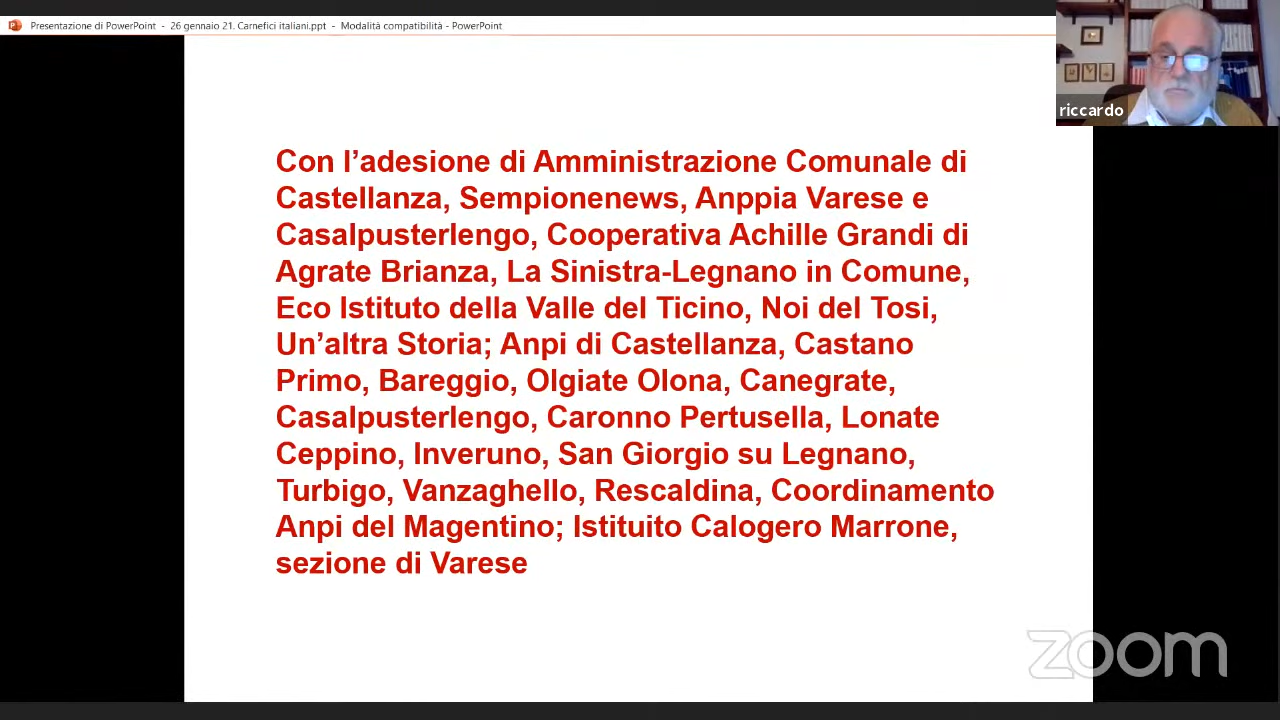 Presentazione di PowerPoint - 26 gennaio 21. Carnefici italiani.ppt - Modalità compatibilità - PowerPoint
riccardo
Con l’adesione di Amministrazione Comunale di
Castellanza, Sempionenews, Anppia Varese e
Casalpusterlengo, Cooperativa Achille Grandi di
Agrate Brianza, La Sinistra-Legnano in Comune,
Eco Istituto della Valle del Ticino, Noi del Tosi,
Un’altra Storia; Anpi di Castellanza, Castano
Primo, Bareggio, Olgiate Olona, Canegrate,
Casalpusterlengo, Caronno Pertusella, Lonate
Ceppino, Inveruno, San Giorgio su Legnano,
Turbigo, Vanzaghello, Rescaldina, Coordinamento
Anpi del Magentino; Istituito Calogero Marrone,
sezione di Varese
zoom